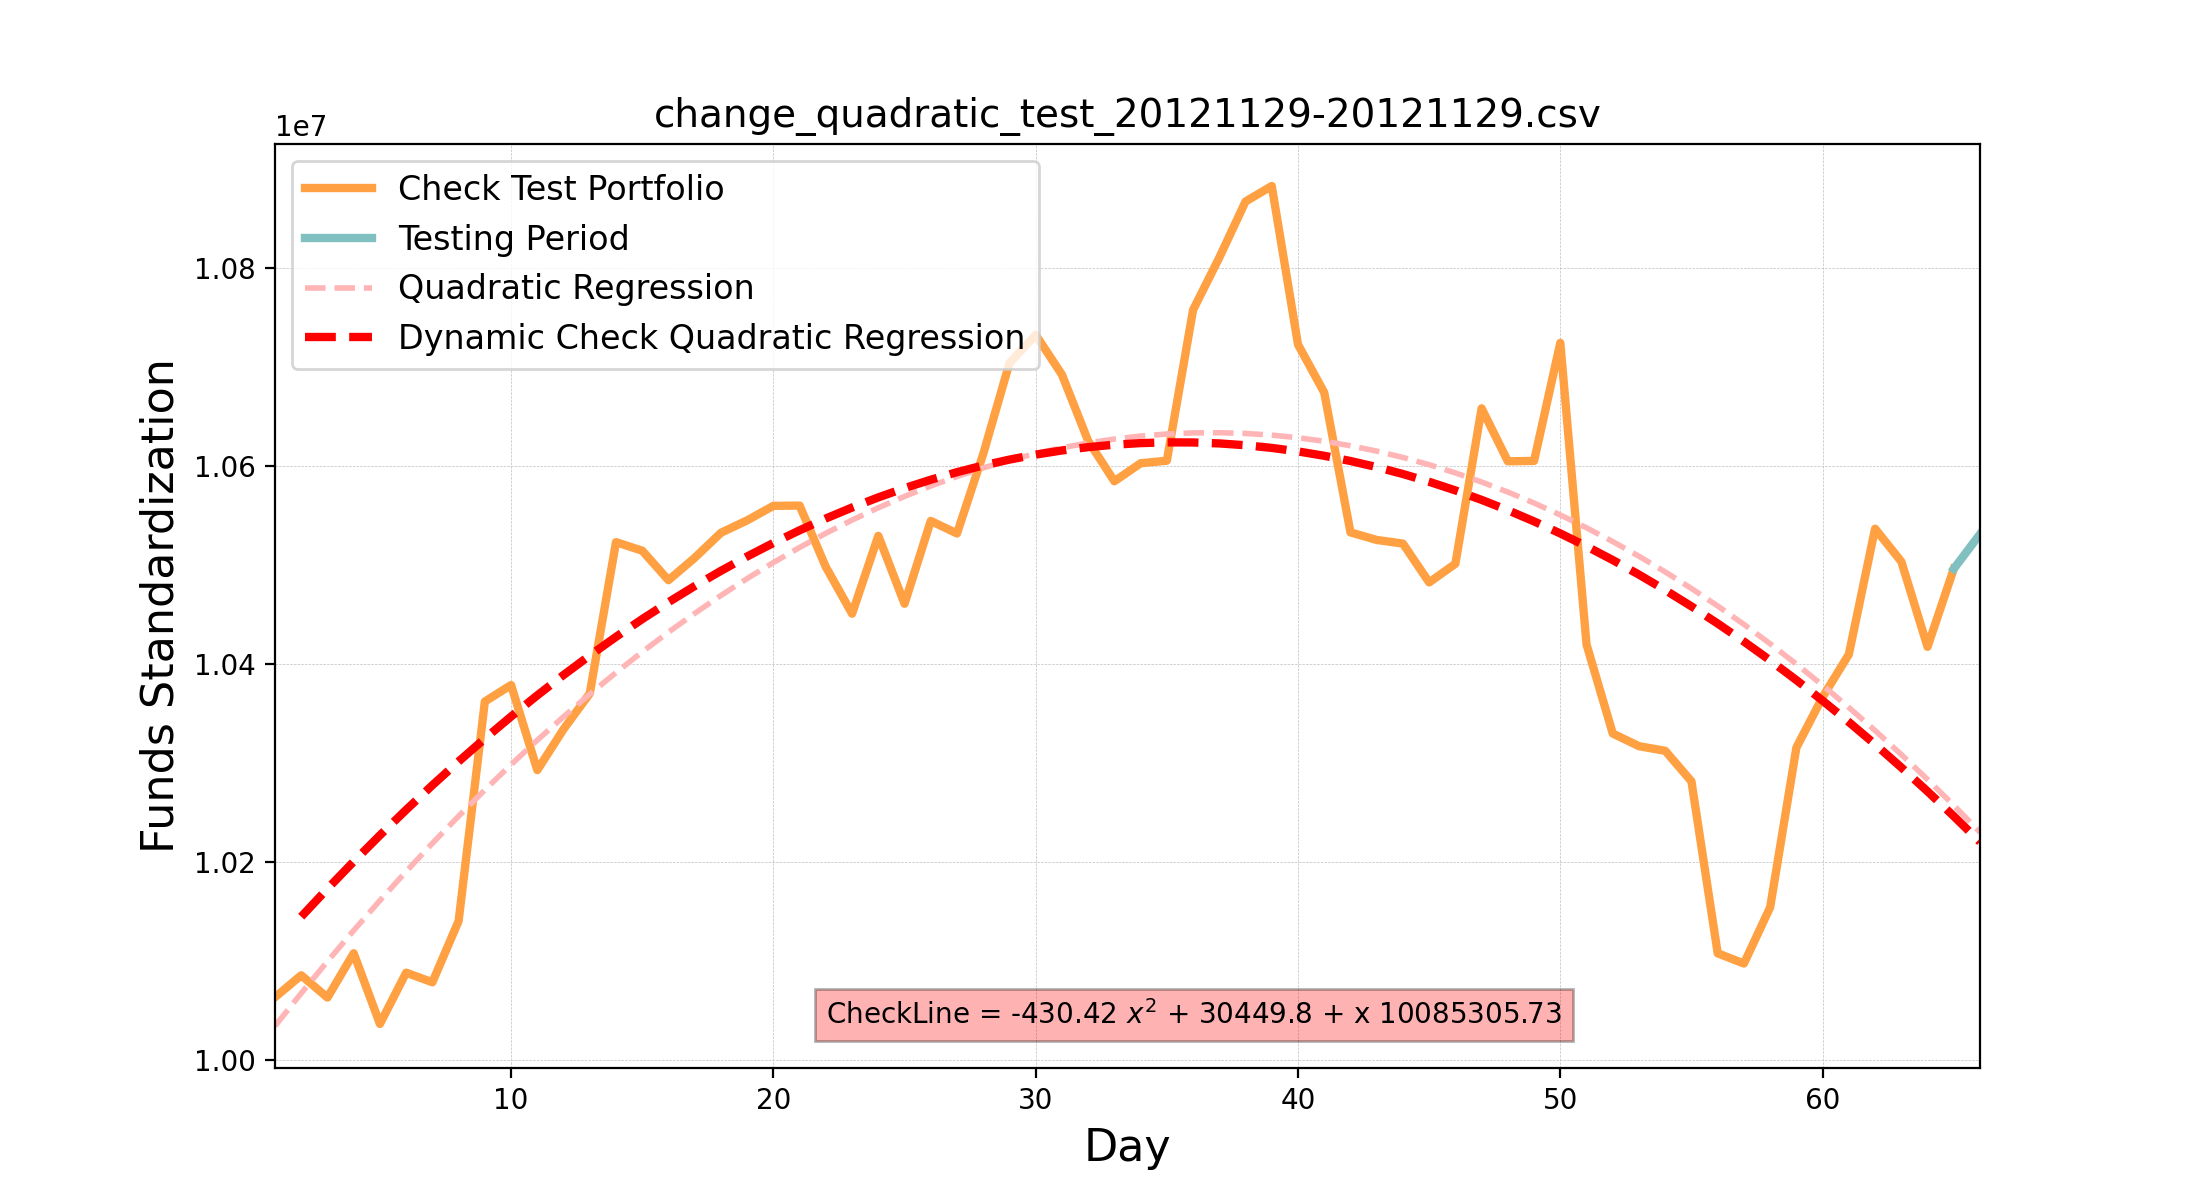 change_quadratic_test_20121129-20121129.csv
1e7
Check Test Portfolio
Testing Period
Quadratic Regression
Dynamic Check Quadratic Regression
Funds Standardization
1.08
1.06
1.04
1.02
1.00
CheckLine = -430.42 x² + 30449.8 + x 10085305.73
10 20 30 40 50 60
Day